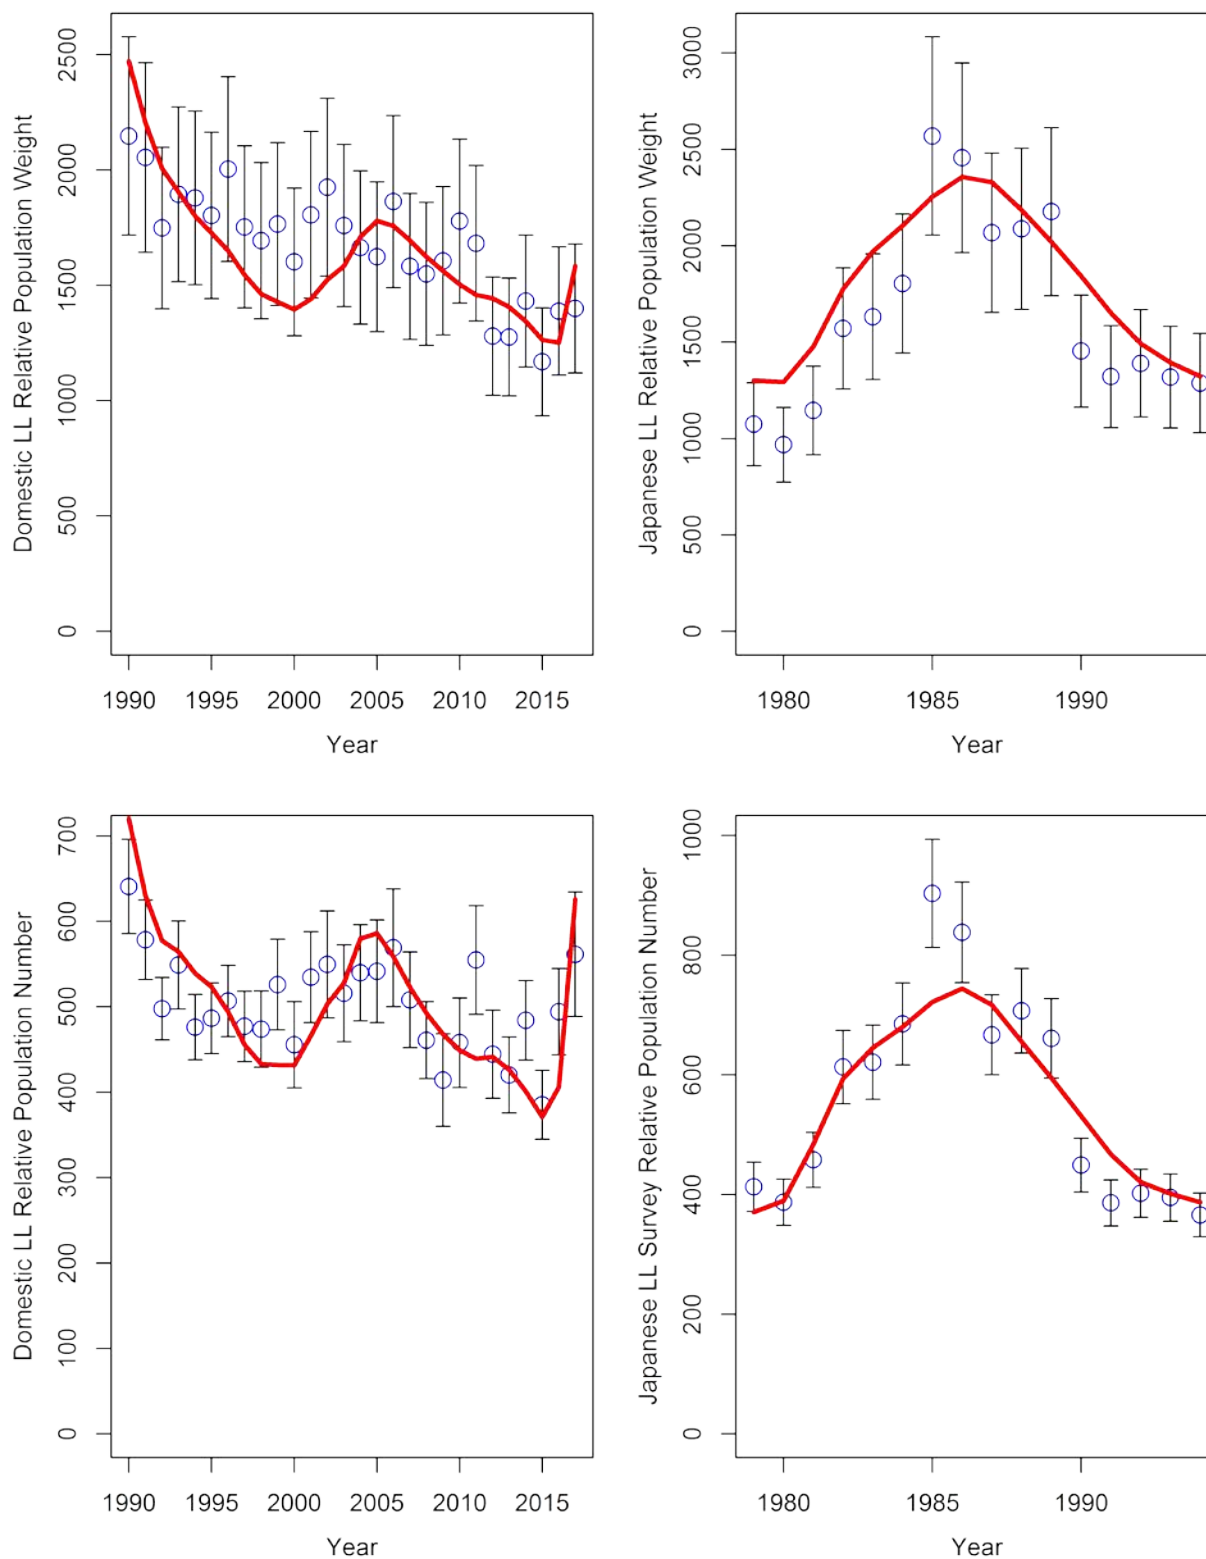 Domestic LL Relative Population Weight
2500
2000
1500
1000
500
0
1990 1995 2000 2005 2010 2015
Year
Japanese LL Relative Population Weight
3000
2500
2000
1500
1000
500
0
1980 1985 1990
Year
Domestic LL Relative Population Number
700
600
500
400
300
200
100
0
1990 1995 2000 2005 2010 2015
Year
Japanese LL Survey Relative Population Number
1000
800
600
400
200
0
1980 1985 1990
Year